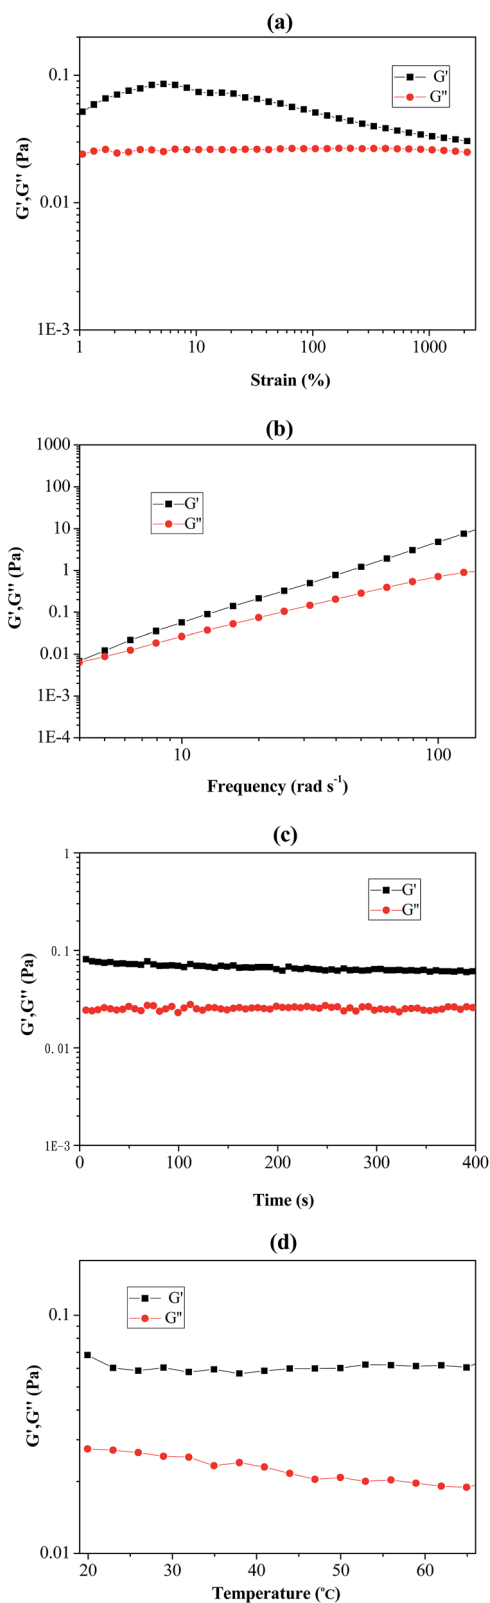 (a)
0.1
0.01
1E-3
G',G'' (Pa)
G'
G''
1
10
100
1000
Strain (%)
(b)
1000
100
10
1
0.1
0.01
1E-3
1E-4
G',G'' (Pa)
G'
G''
10
100
Frequency (rad s⁻¹)
(c)
1
0.1
0.01
1E-3
G',G'' (Pa)
G'
G''
0
100
200
300
400
Time (s)
(d)
0.1
0.01
G',G'' (Pa)
G'
G''
20
30
40
50
60
Temperature (°C)